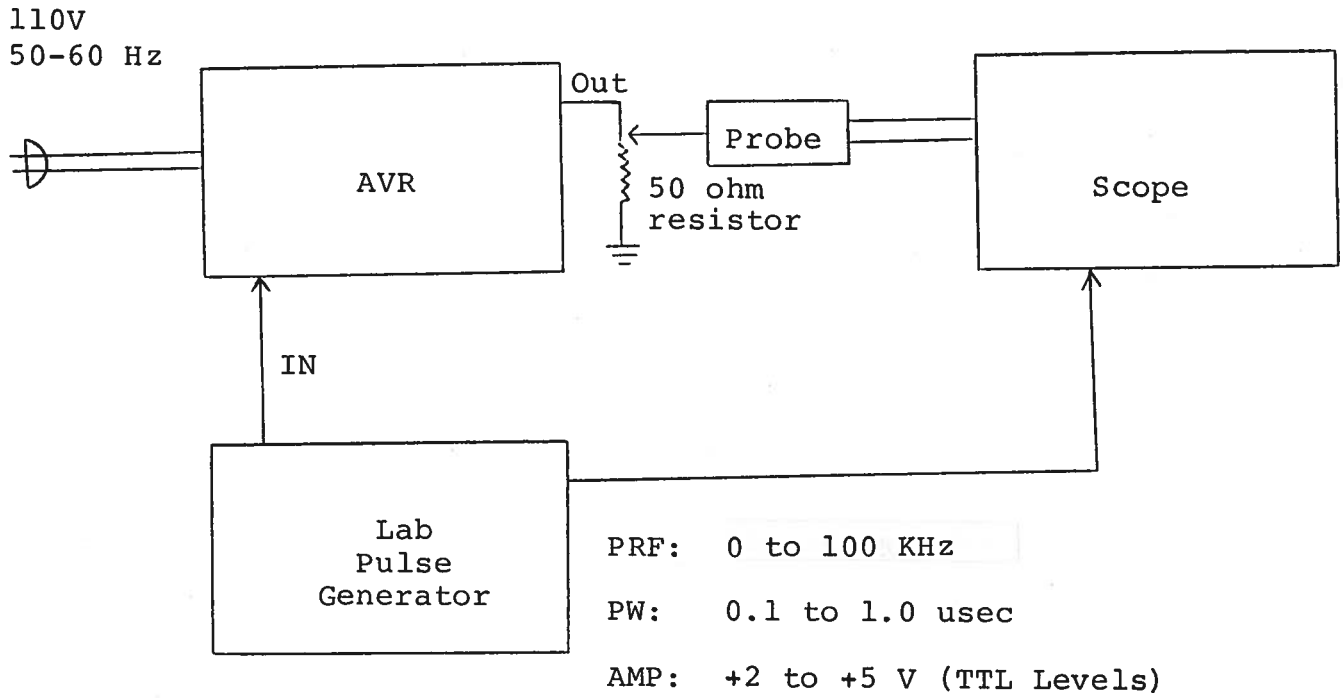 110V
50-60 Hz
Out
AVR
Probe
Scope
50 ohm
resistor
IN
Lab
Pulse
Generator
PRF: 0 to 100 KHz
PW: 0.1 to 1.0 usec
AMP: +2 to +5 V (TTL Levels)